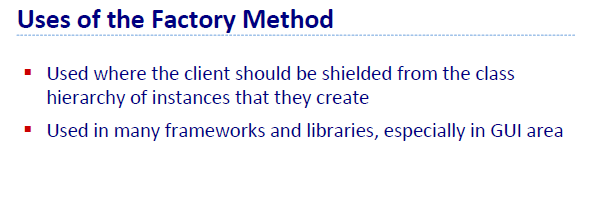 Uses of the Factory Method
Used where the client should be shielded from the class
hierarchy of instances that they create
Used in many frameworks and libraries, especially in GUI area